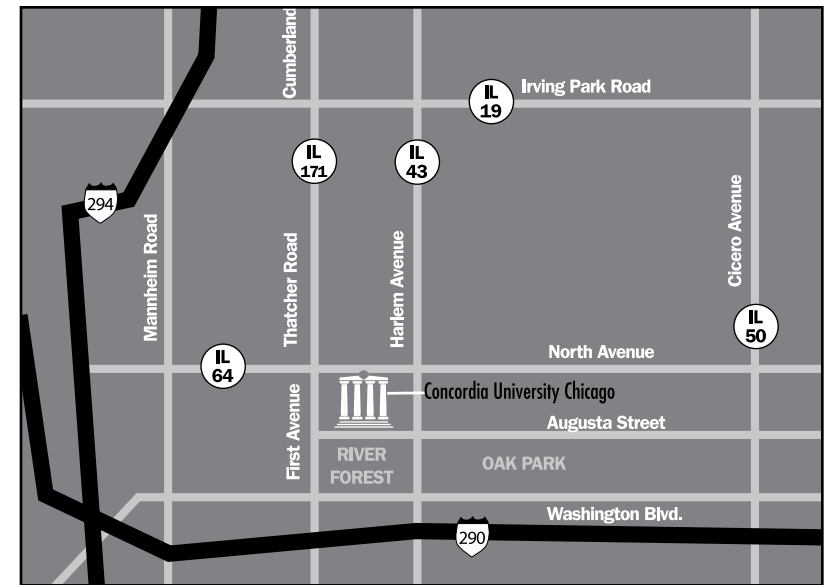 Cumberland
IL
19
Irving Park Road
IL
171
IL
43
294
Mannheim Road
Thatcher Road
Harlem Avenue
Cicero Avenue
IL
50
IL
64
North Avenue
Concordia University Chicago
First Avenue
Augusta Street
RIVER
FOREST
OAK PARK
Washington Blvd.
290